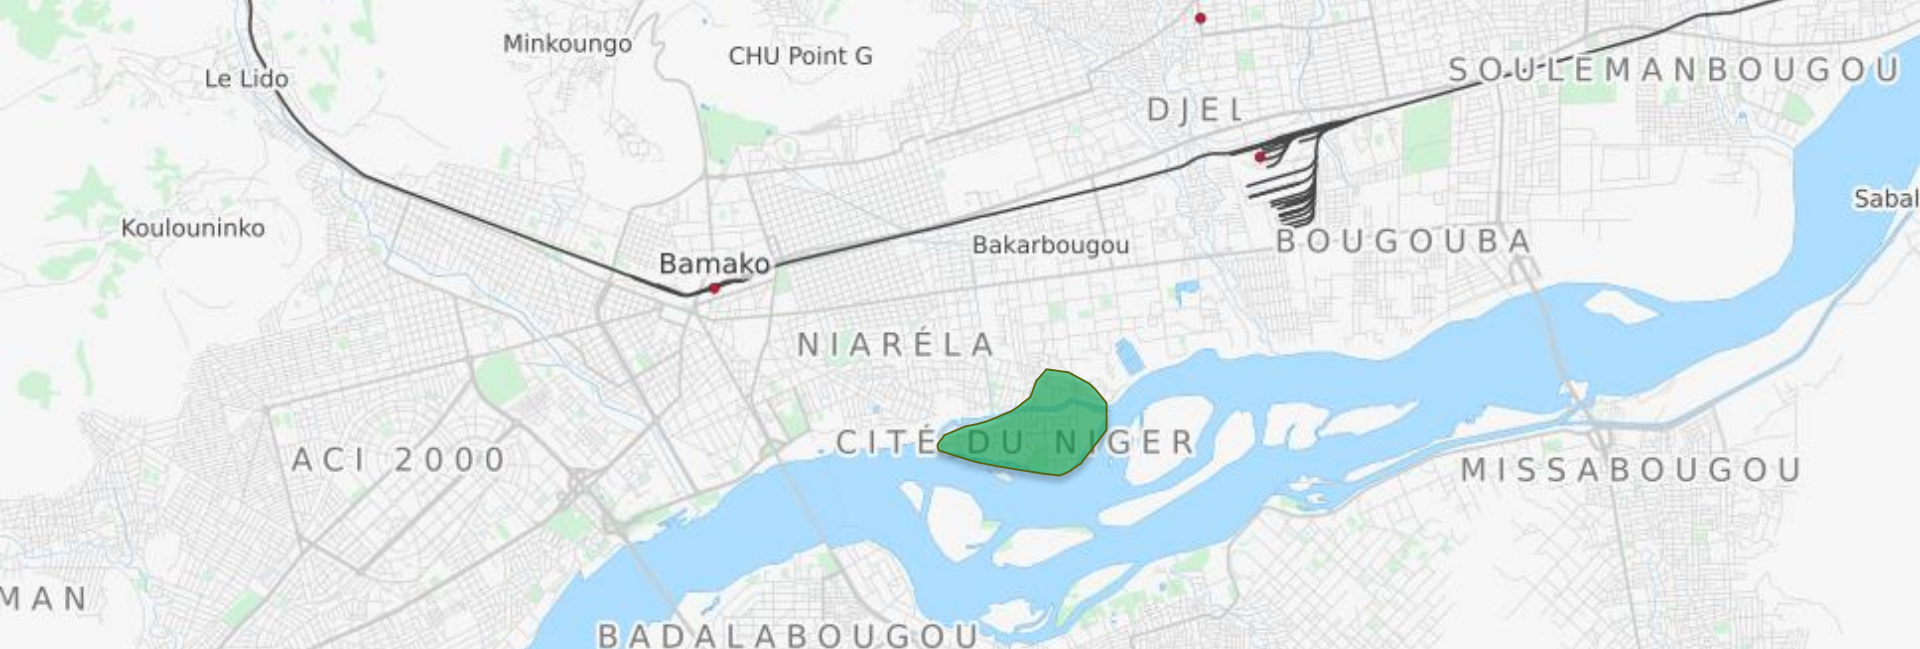 Minkoungo
CHU Point G
Le Lido
SOULEMANBOUGOU
DJEL
Sabal
Koulouninko
BOUGOUBA
Bakarbougou
Bamako
NIARÉLA
CITÉ DU NIGER
ACI 2000
MISSABOUGOU
MAN
BADALABOUGOU